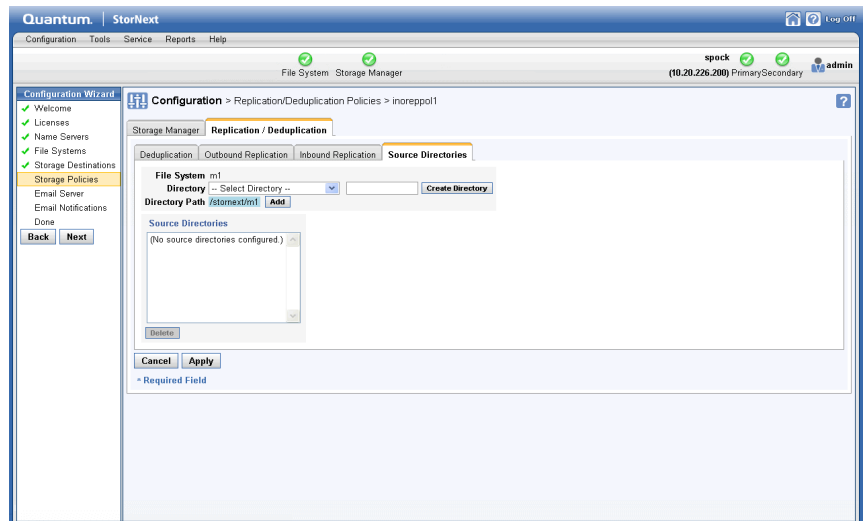 Quantum. | StorNext
Log Off
Configuration Tools Service Reports Help
File System Storage Manager
spock
(10.20.226.200) Primary Secondary
admin
Configuration Wizard
Welcome
Licenses
Name Servers
File Systems
Storage Destinations
Storage Policies
Email Server
Email Notifications
Done
Back Next
Configuration > Replication/Deduplication Policies > inoreppol1
?
Storage Manager Replication / Deduplication
Deduplication Outbound Replication Inbound Replication Source Directories
File System m1
Directory -- Select Directory -- Create Directory
Directory Path /stornext/m1 Add
Source Directories
(No source directories configured.)
Delete
Cancel Apply
* Required Field